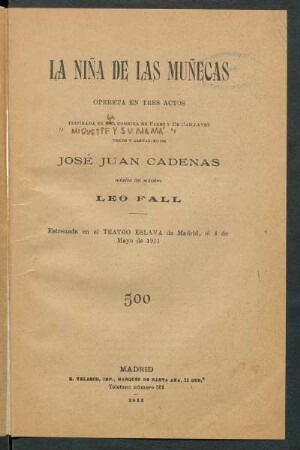 LA NIÑA DE LAS MUÑECAS
OPERETA EN TRES ACTOS
INSPIRADA EN LA COMEDIA DE FLERS Y DE CAILLAVET
"MIQUETTE Y SU MAMÁ"
TEXTO Y DE
JOSÉ JUAN CADENAS
música del maestro
LEO FALL
Estrenada en el TEATRO ESLAVA de Madrid, el 4 de
Mayo de 1911
500
MADRID
R. VELASCO, IMP., MARQUÉS DE SANTA ANA, 11 DUP.º
Teléfono número 551
1911